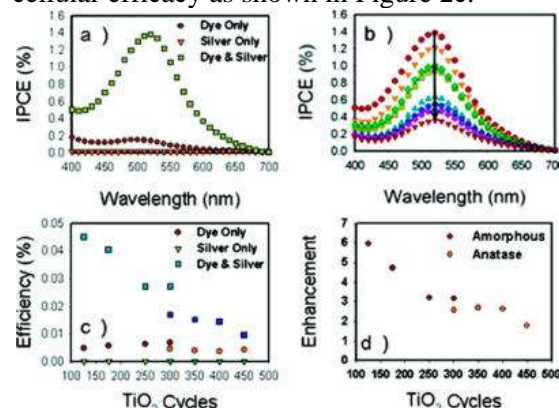 cellular efficacy as shown in Figure 2c.
a )
Dye Only
Silver Only
Dye & Silver
IPCE (%)
1.4
1.2
1.0
0.8
0.6
0.4
0.2
0.0
400 450 500 550 600 650 700
Wavelength (nm)
b )
IPCE (%)
1.6
1.4
1.2
1.0
0.8
0.6
0.4
0.2
0.0
400 450 500 550 600 650 700
Wavelength (nm)
Dye Only
Silver Only
Dye & Silver
c )
Efficiency (%)
0.05
0.04
0.03
0.02
0.01
0.00
100 150 200 250 300 350 400 450 500
TiO2 Cycles
Amorphous
Anatase
d )
Enhancement
7
6
5
4
3
2
1
0
100 150 200 250 300 350 400 450 500
TiO2 Cycles